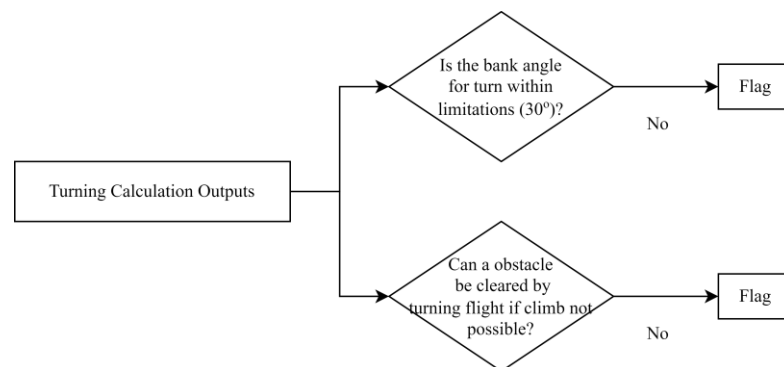 Is the bank angle
for turn within
limitations (30º)?
Flag
No
Turning Calculation Outputs
Can a obstacle
be cleared by
turning flight if climb not
possible?
Flag
No